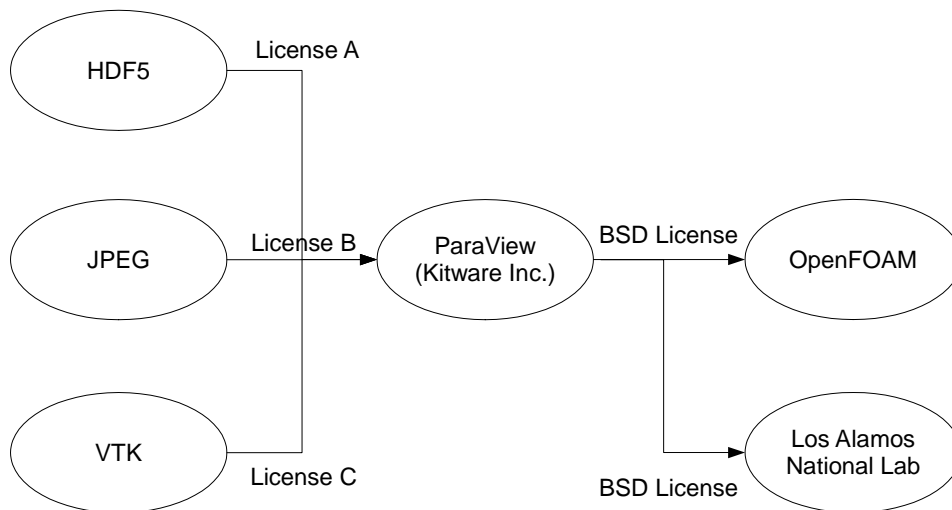 License A
HDF5
License B
JPEG
ParaView
(Kitware Inc.)
BSD License
OpenFOAM
VTK
License C
Los Alamos
National Lab
BSD License